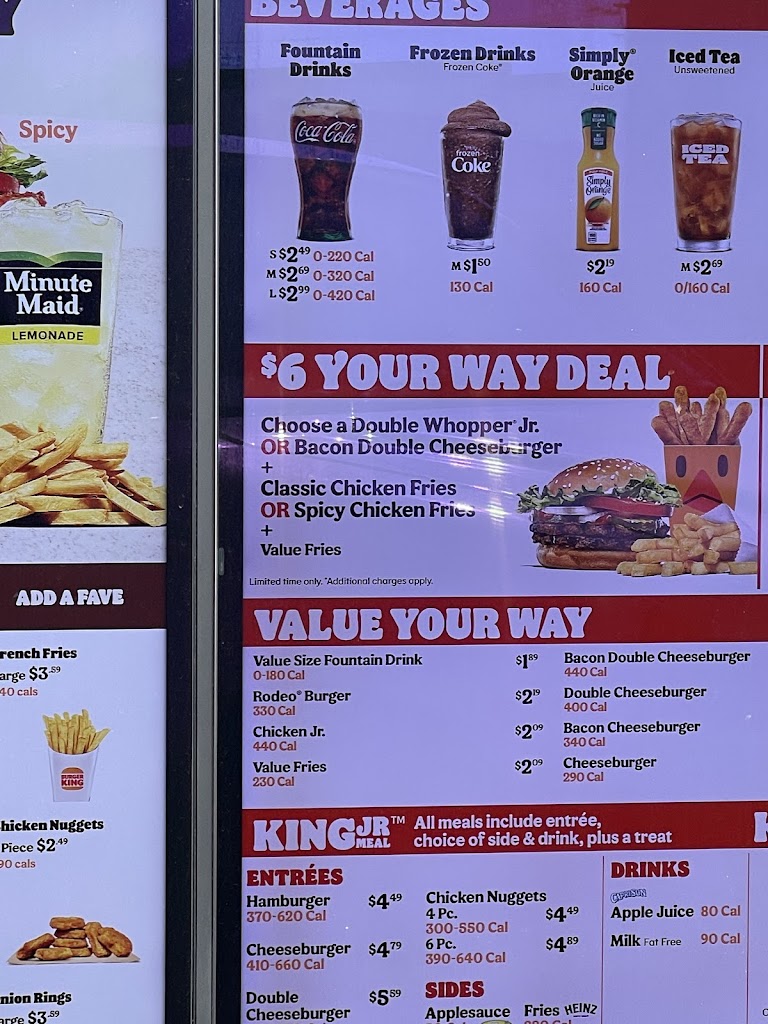 Spicy
Minute
Maid
LEMONADE
ADD A FAVE
rench Fries
arge $3.59
40 cals
BURGER
KING
hicken Nuggets
Piece $2.49
90 cals
nion Rings
arge $3.59
BEVERAGES
Fountain
Drinks
Coca-Cola
S $2.49 0-220 Cal
M $2.69 0-320 Cal
L $2.99 0-420 Cal
Frozen Drinks
Frozen Coke®
frozen
Coke
M $1.50
130 Cal
Simply®
Orange
Juice
Simply
Orange
$2.19
160 Cal
Iced Tea
Unsweetened
ICED
TEA
M $2.69
0/160 Cal
$6 YOUR WAY DEAL
Choose a Double Whopper® Jr.
OR Bacon Double Cheeseburger
+
Classic Chicken Fries
OR Spicy Chicken Fries
+
Value Fries
Limited time only. *Additional charges apply.
VALUE YOUR WAY
Value Size Fountain Drink $1.89
0-180 Cal
Rodeo® Burger $2.19
330 Cal
Chicken Jr. $2.09
440 Cal
Value Fries $2.09
230 Cal
Bacon Double Cheeseburger
440 Cal
Double Cheeseburger
400 Cal
Bacon Cheeseburger
340 Cal
Cheeseburger
290 Cal
KING JR MEAL™ All meals include entrée,
choice of side & drink, plus a treat
K
ENTRÉES
Hamburger $4.49
370-620 Cal
Cheeseburger $4.79
410-660 Cal
Double $5.59
Cheeseburger
Chicken Nuggets
4 Pc. $4.49
300-550 Cal
6 Pc. $4.89
390-640 Cal
SIDES
Applesauce
Fries HEINZ
DRINKS
CAPRISUN
Apple Juice 80 Cal
Milk Fat Free 90 Cal